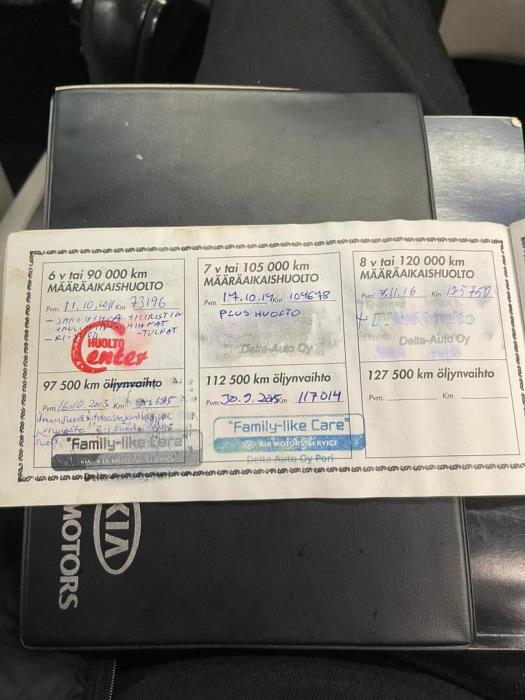 6 v tai 90 000 km
MÄÄRÄAIKAISHUOLTO
Pvm. 11.10. Km 73196
HUOLTO
Center
97 500 km öljynvaihto
Pvm. 16.10 2013 Km
"Family-like Care"
KIA MOTORS SERVICE
7 v tai 105 000 km
MÄÄRÄAIKAISHUOLTO
Pvm. 17.10.14 Km 104678
PLUS HUOLTO
Delta-Auto Oy
112 500 km öljynvaihto
Pvm. 30.9.2015 Km 117014
"Family-like Care"
KIA MOTORS SERVICE
Delta-Auto Oy Pori
8 v tai 120 000 km
MÄÄRÄAIKAISHUOLTO
Pvm. 7.11.16 Km 125750
Delta-Auto Oy
127 500 km öljynvaihto
Pvm. Km
KIA
MOTORS